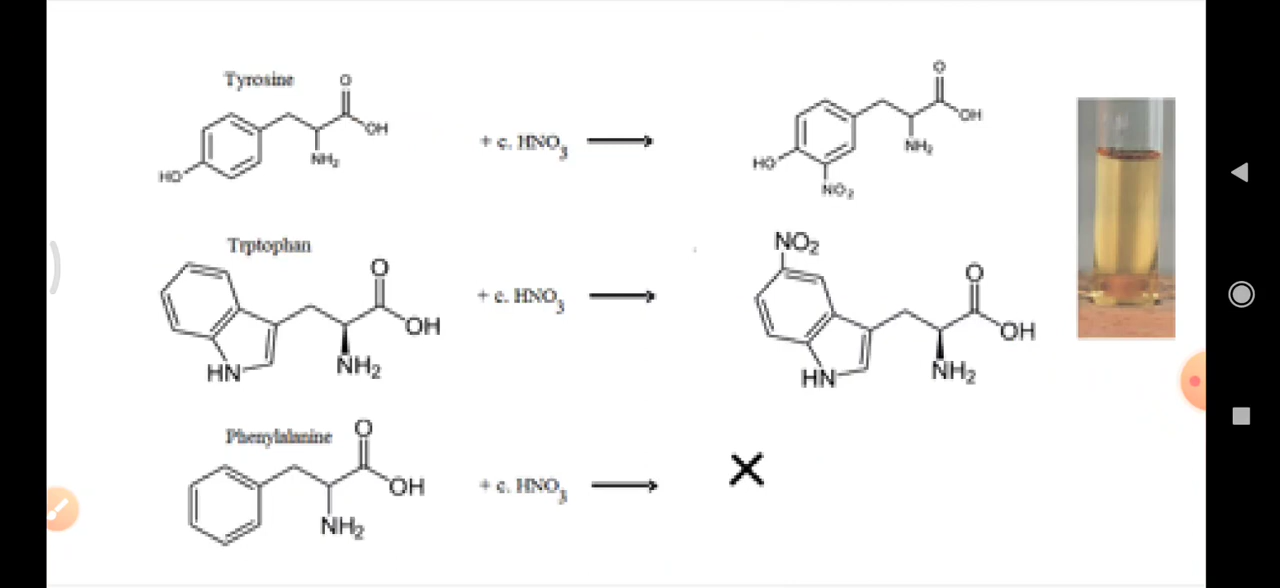 Tyrosine
O
OH
NH₂
HO
+ c. HNO₃
O
OH
NH₂
HO
NO₂
Trptophan
O
OH
NH₂
HN
+ c. HNO₃
NO₂
O
OH
NH₂
HN
Phenylalanine
O
OH
NH₂
+ c. HNO₃